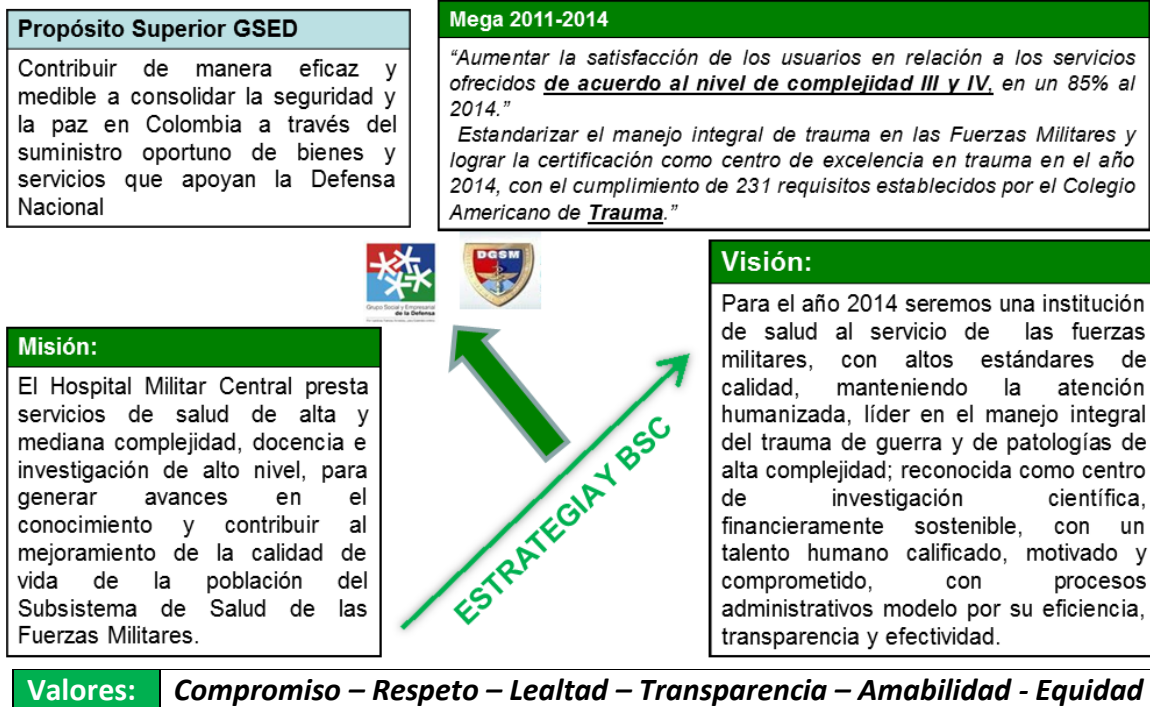 Propósito Superior GSED
Contribuir de manera eficaz y
medible a consolidar la seguridad y
la paz en Colombia a través del
suministro oportuno de bienes y
servicios que apoyan la Defensa
Nacional
Mega 2011-2014
“Aumentar la satisfacción de los usuarios en relación a los servicios
ofrecidos de acuerdo al nivel de complejidad III y IV, en un 85% al
2014.”
Estandarizar el manejo integral de trauma en las Fuerzas Militares y
lograr la certificación como centro de excelencia en trauma en el año
2014, con el cumplimiento de 231 requisitos establecidos por el Colegio
Americano de Trauma.”
Grupo Social y Empresarial
de la Defensa
DGSM
Misión:
El Hospital Militar Central presta
servicios de salud de alta y
mediana complejidad, docencia e
investigación de alto nivel, para
generar avances en el
conocimiento y contribuir al
mejoramiento de la calidad de
vida de la población del
Subsistema de Salud de las
Fuerzas Militares.
ESTRATEGIA Y BSC
Visión:
Para el año 2014 seremos una institución
de salud al servicio de las fuerzas
militares, con altos estándares de
calidad, manteniendo la atención
humanizada, líder en el manejo integral
del trauma de guerra y de patologías de
alta complejidad; reconocida como centro
de investigación científica,
financieramente sostenible, con un
talento humano calificado, motivado y
comprometido, con procesos
administrativos modelo por su eficiencia,
transparencia y efectividad.
Valores: Compromiso – Respeto – Lealtad – Transparencia – Amabilidad - Equidad